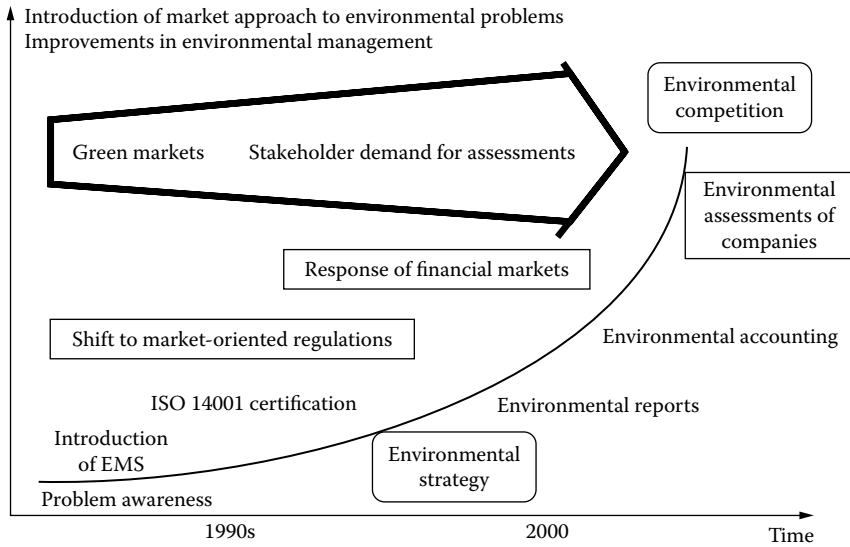 Introduction of market approach to environmental problems
Improvements in environmental management
Environmental
competition
Green markets
Stakeholder demand for assessments
Environmental
assessments of
companies
Response of financial markets
Shift to market-oriented regulations
Environmental accounting
ISO 14001 certification
Environmental reports
Introduction
of EMS
Environmental
strategy
Problem awareness
1990s
2000
Time